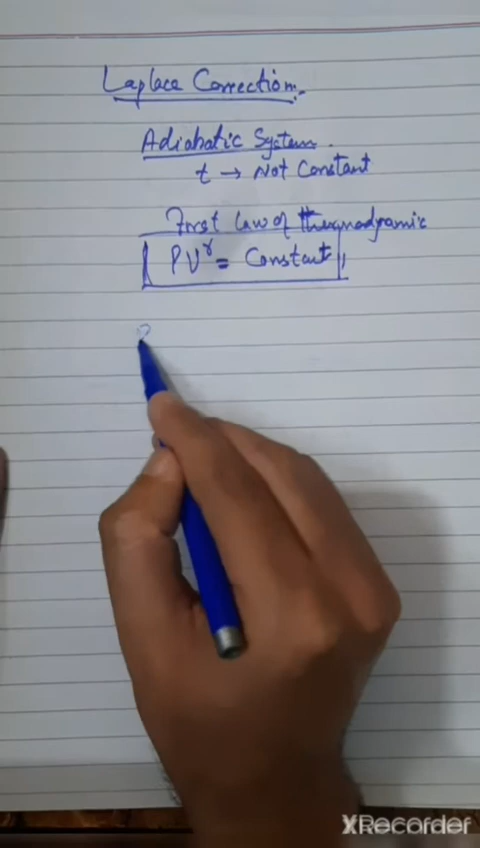 Laplace Correction.
Adiabatic System.
t → Not Constant
First law of thermodynamic
PV^γ = Constant
XRecorder